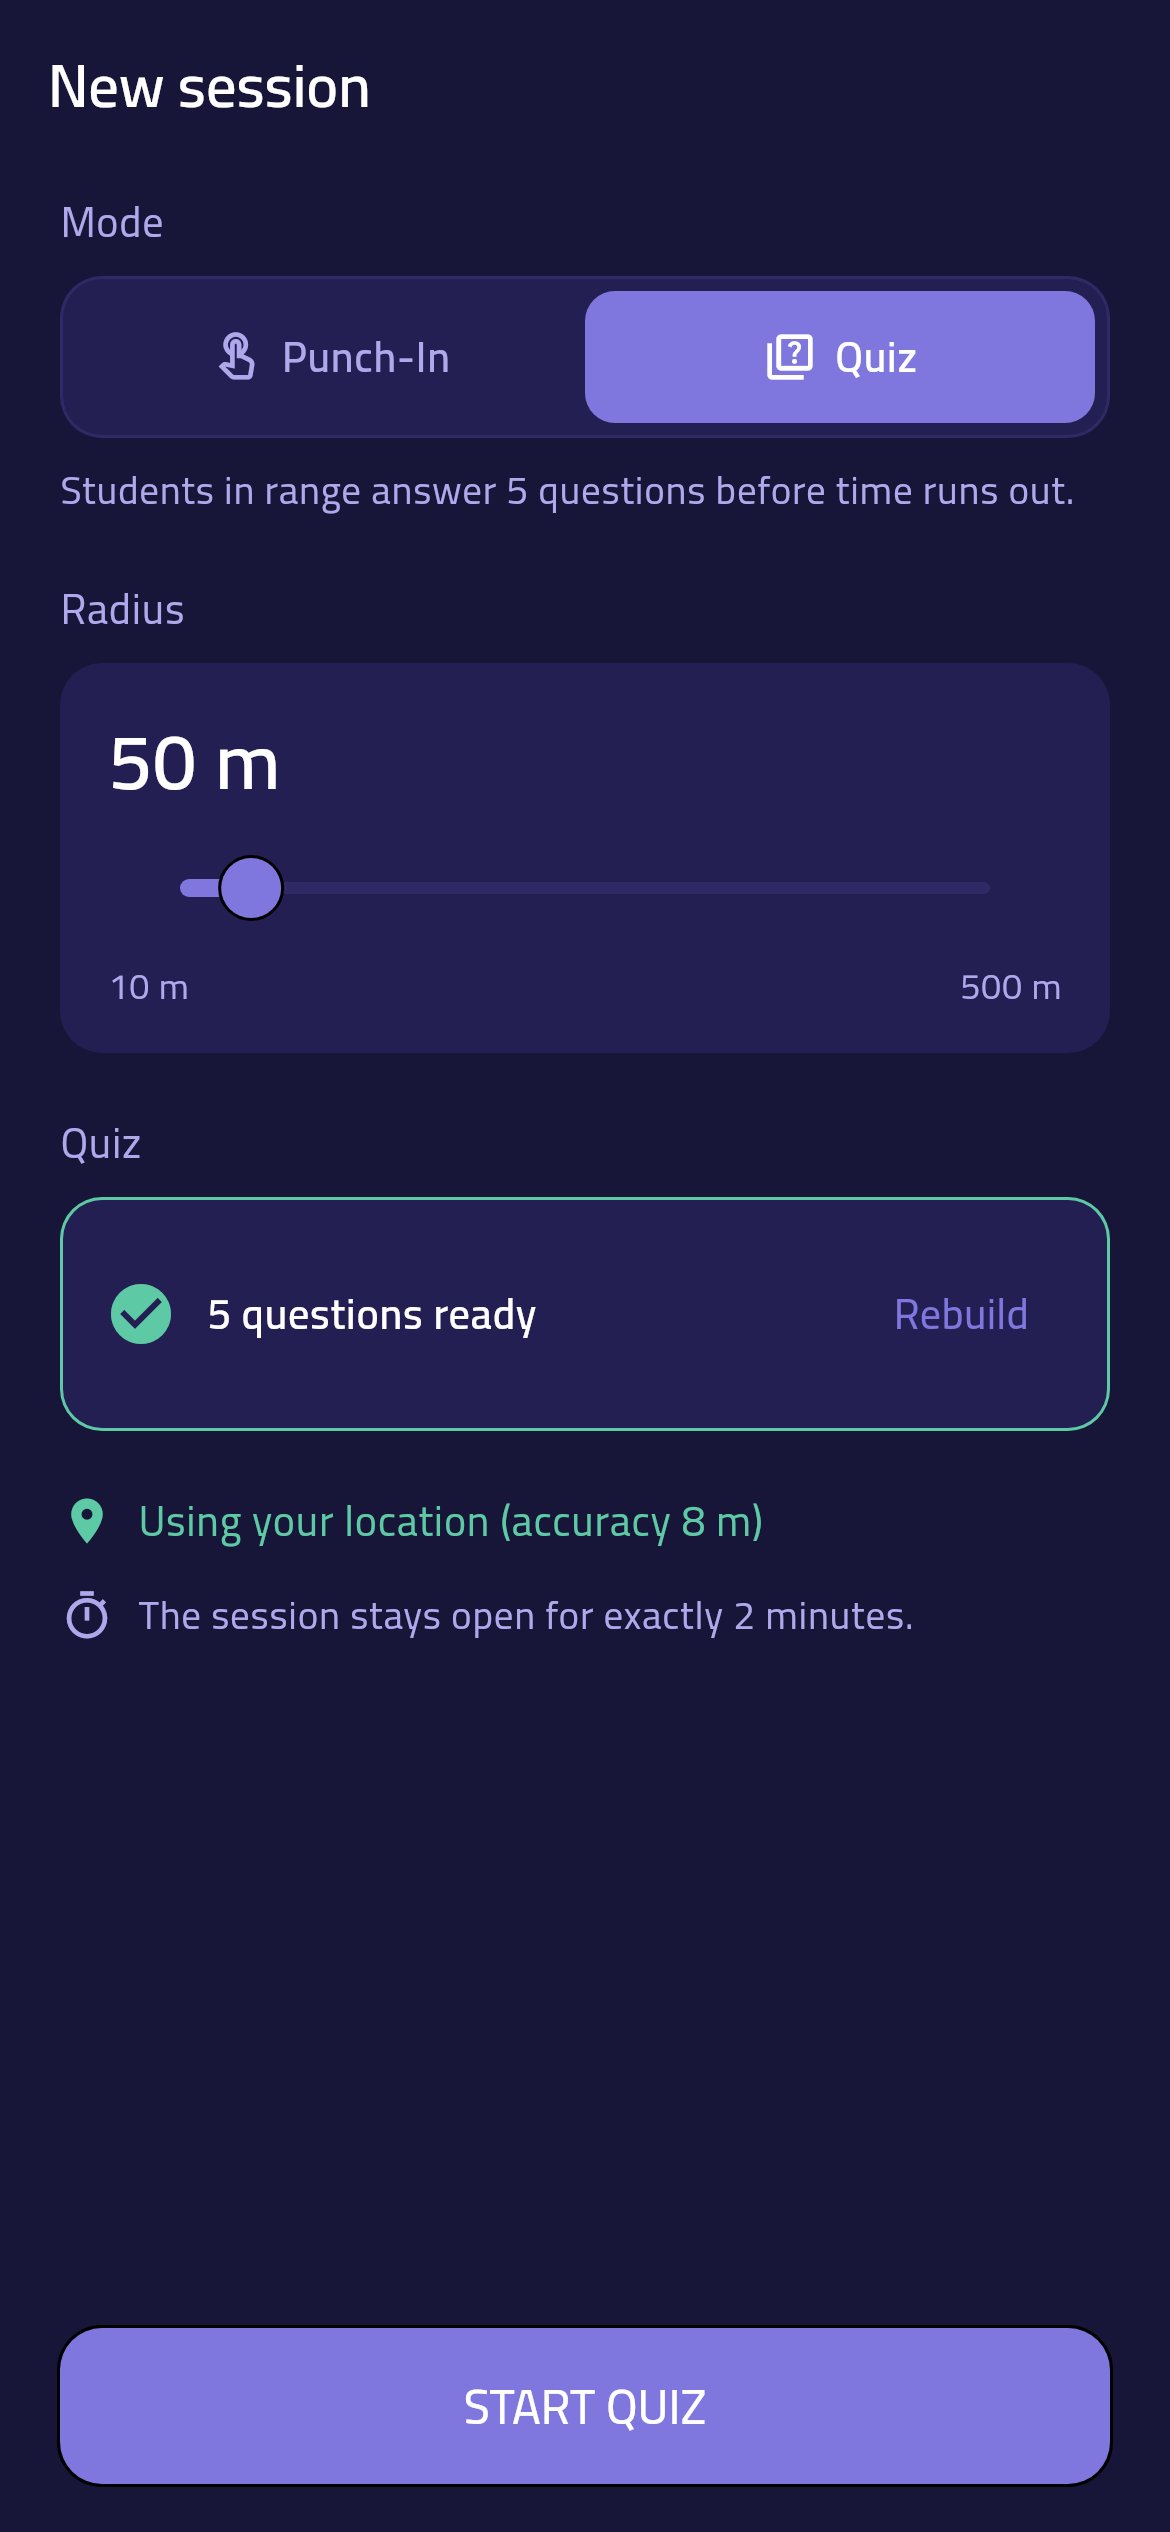 New session
Mode
Punch-In
Quiz
Students in range answer 5 questions before time runs out.
Radius
50 m
10 m
500 m
Quiz
5 questions ready
Rebuild
Using your location (accuracy 8 m)
The session stays open for exactly 2 minutes.
START QUIZ